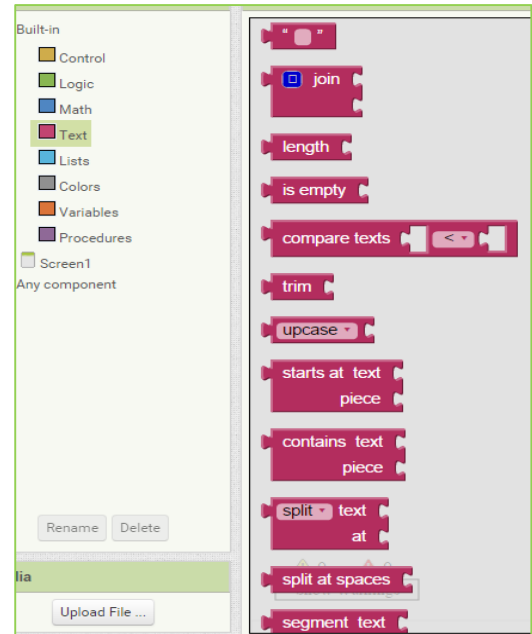 Built-in
Control
Logic
Math
Text
Lists
Colors
Variables
Procedures
Screen1
Any component
Rename Delete
lia
Upload File ...
" "
join
length
is empty
compare texts <
trim
upcase
starts at text
piece
contains text
piece
split text
at
split at spaces
segment text